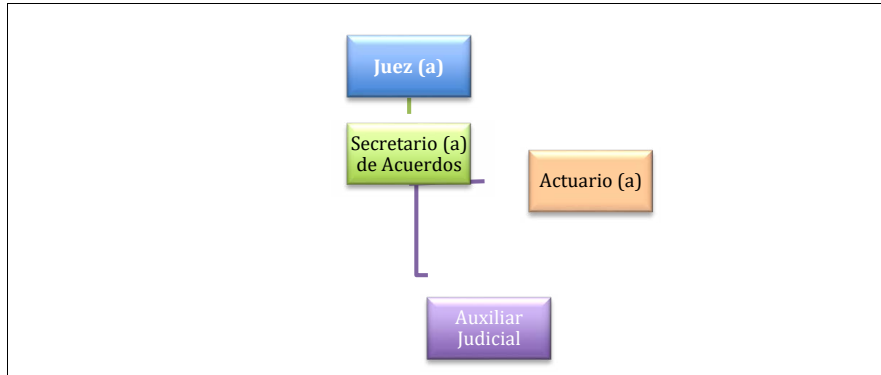 Juez (a)
Secretario (a)
de Acuerdos
Actuario (a)
Auxiliar
Judicial